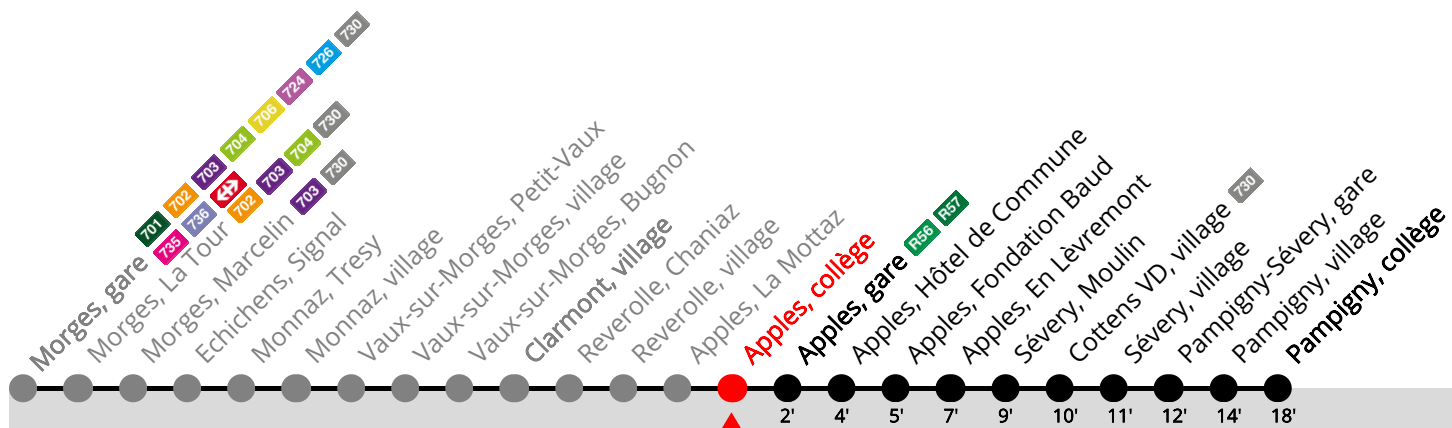 Morges, gare 701 702 703 704 706 724 726 730
735 736
Morges, La Tour 702 703 704 730
Morges, Marcelin 703 730
Echichens, Signal
Monnaz, Tresy
Monnaz, village
Vaux-sur-Morges, Petit-Vaux
Vaux-sur-Morges, village
Vaux-sur-Morges, Bugnon
Clarmont, village
Reverolle, Chaniaz
Reverolle, village
Apples, La Mottaz
Apples, collège
Apples, gare R56 R57
Apples, Hôtel de Commune
Apples, Fondation Baud
Apples, En Lèvremont
Sévery, Moulin
Cottens VD, village 730
Sévery, village
Pampigny-Sévery, gare
Pampigny, village
Pampigny, collège
2' 4' 5' 7' 9' 10' 11' 12' 14' 18'